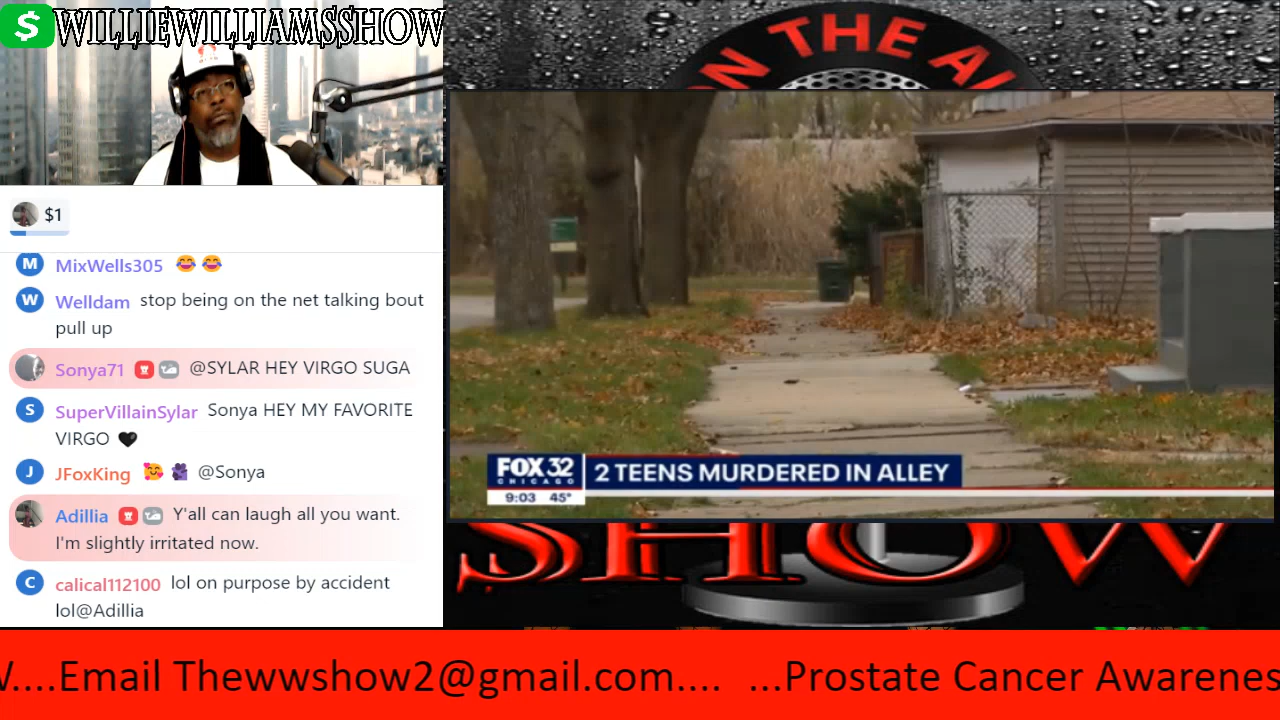 $ WILLIEWILLIAMSSHOW
ON THE AI
$1
M MixWells305 😂 😂
W Welldam stop being on the net talking bout
pull up
Sonya71 @SYLAR HEY VIRGO SUGA
S SuperVillainSylar Sonya HEY MY FAVORITE
VIRGO 🖤
J JFoxKing 🥰 @Sonya
Adillia Y'all can laugh all you want.
I'm slightly irritated now.
C calical112100 lol on purpose by accident
lol@Adillia
FOX 32
CHICAGO
2 TEENS MURDERED IN ALLEY
9:03 45°
SHOW
W....Email Thewwshow2@gmail.com.... ...Prostate Cancer Awarenes